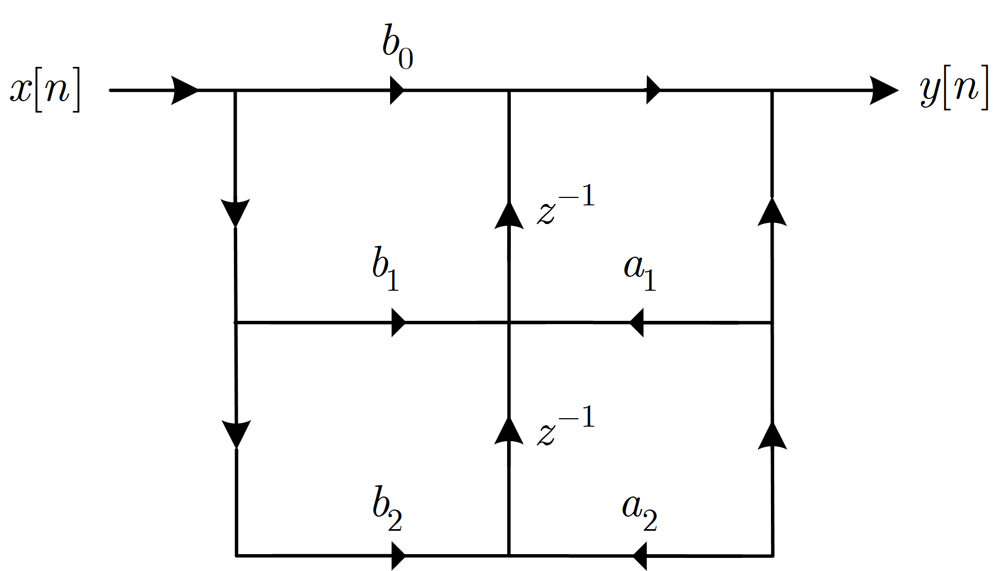 b₀
x[n]
y[n]
z⁻¹
b₁
a₁
z⁻¹
b₂
a₂